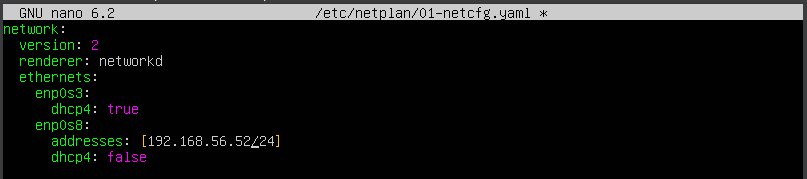 GNU nano 6.2 /etc/netplan/01-netcfg.yaml *
network:
  version: 2
  renderer: networkd
  ethernets:
    enp0s3:
      dhcp4: true
    enp0s8:
      addresses: [192.168.56.52/24]
      dhcp4: false